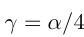 γ = α/4